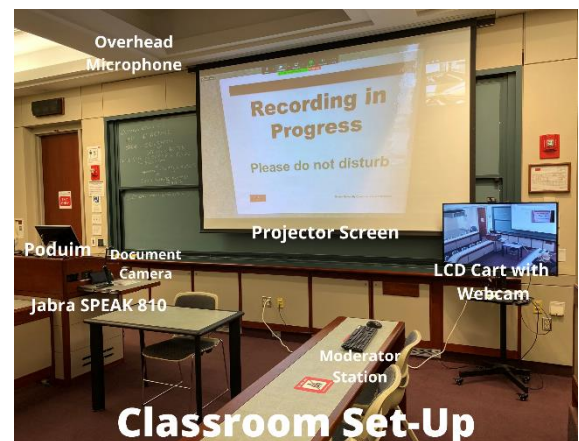 Overhead
Microphone
Recording in
Progress
Please do not disturb
Projector Screen
Poduim
Document
Camera
LCD Cart with
Webcam
Jabra SPEAK 810
Moderator
Station
Classroom Set-Up